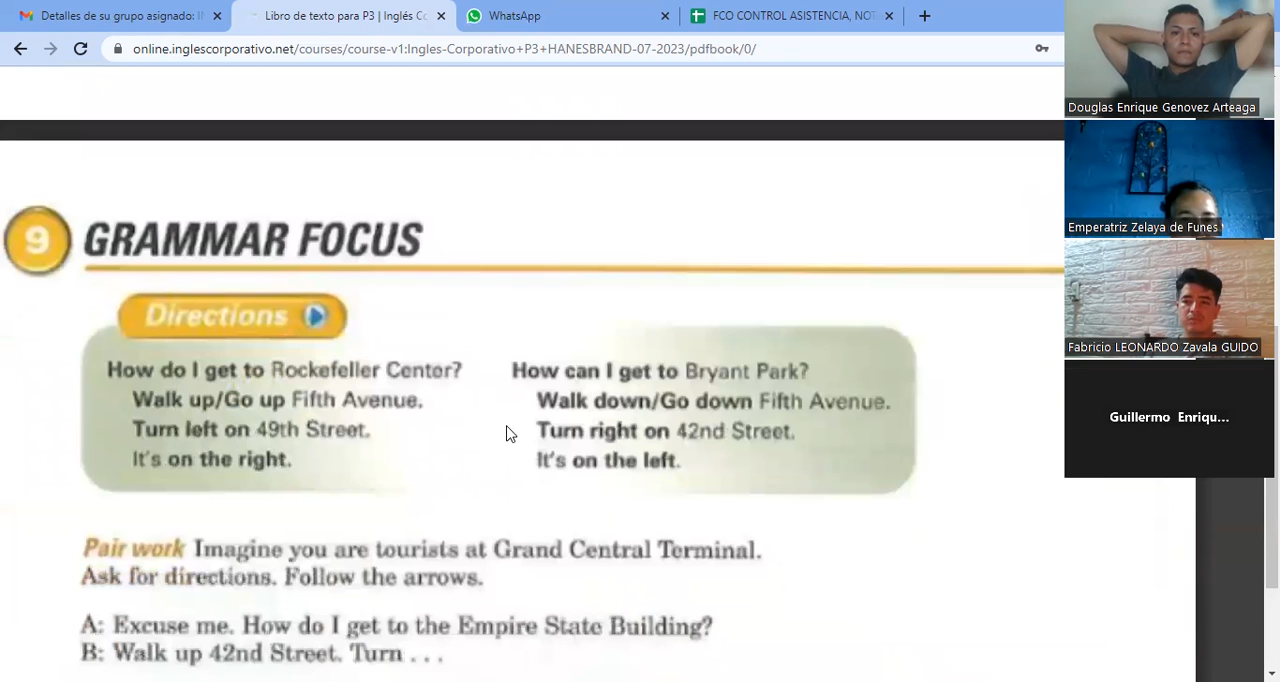 Detalles de su grupo asignado: I
Libro de texto para P3 | Inglés Co
WhatsApp
FCO CONTROL ASISTENCIA, NOT
online.inglescorporativo.net/courses/course-v1:Ingles-Corporativo+P3+HANESBRAND-07-2023/pdfbook/0/
Douglas Enrique Genovez Arteaga
Emperatriz Zelaya de Funes
Fabricio LEONARDO Zavala GUIDO
Guillermo Enriqu...
9 GRAMMAR FOCUS
Directions
How do I get to Rockefeller Center?
Walk up/Go up Fifth Avenue.
Turn left on 49th Street.
It's on the right.
How can I get to Bryant Park?
Walk down/Go down Fifth Avenue.
Turn right on 42nd Street.
It's on the left.
Pair work Imagine you are tourists at Grand Central Terminal.
Ask for directions. Follow the arrows.
A: Excuse me. How do I get to the Empire State Building?
B: Walk up 42nd Street. Turn . . .